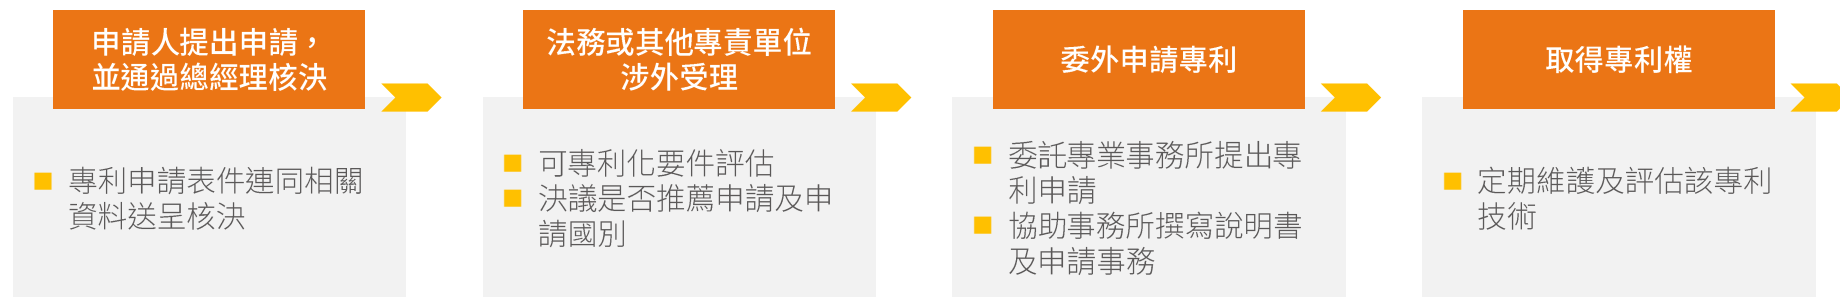 申請人提出申請，
並通過總經理核決
專利申請表件連同相關
資料送呈核決
法務或其他專責單位
涉外受理
可專利化要件評估
決議是否推薦申請及申
請國別
委外申請專利
委託專業事務所提出專
利申請
協助事務所撰寫說明書
及申請事務
取得專利權
定期維護及評估該專利
技術